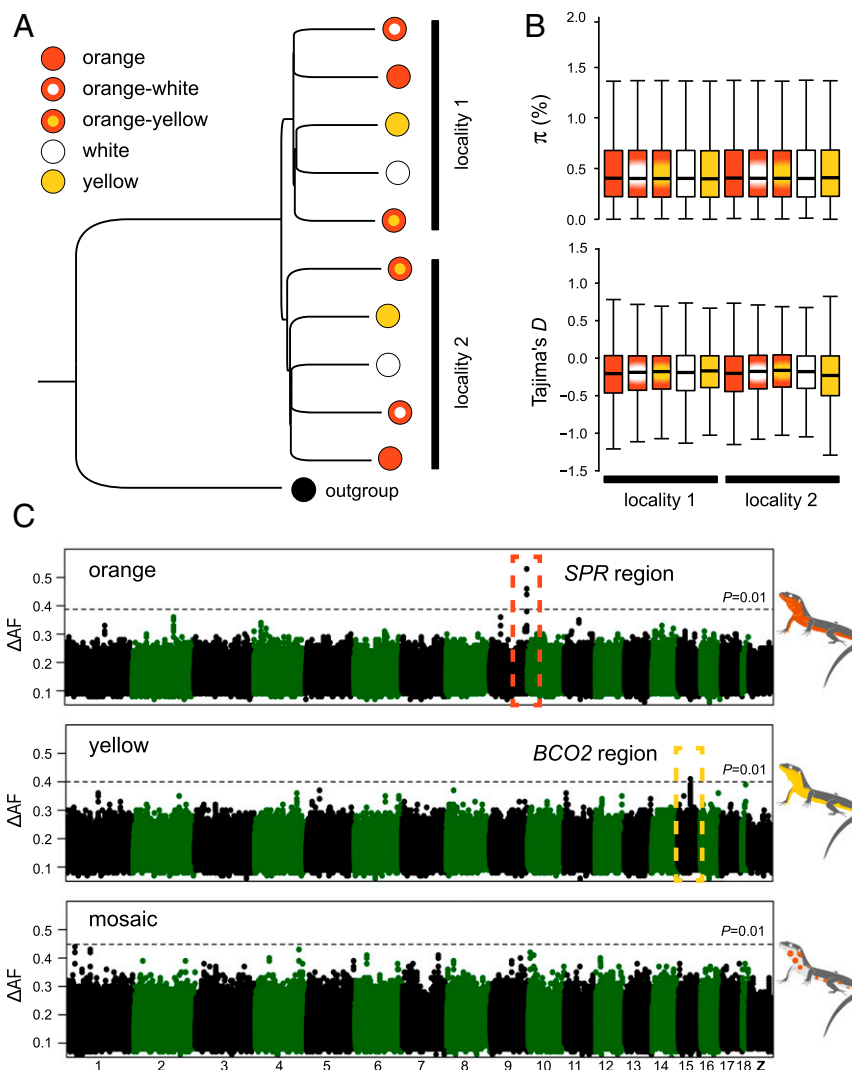 A
orange
orange-white
orange-yellow
white
yellow
locality 1
locality 2
outgroup
B
π (%)
2.0
1.5
1.0
0.5
0.0
Tajima's D
1.5
1.0
0.5
−0.0
−0.5
−1.0
−1.5
locality 1
locality 2
C
orange
SPR region
P=0.01
ΔAF
0.5
0.4
0.3
0.2
0.1
yellow
BCO2 region
P=0.01
ΔAF
0.5
0.4
0.3
0.2
0.1
mosaic
P=0.01
ΔAF
0.5
0.4
0.3
0.2
0.1
1 2 3 4 5 6 7 8 9 10 11 12 13 14 15 16 17 18 Z